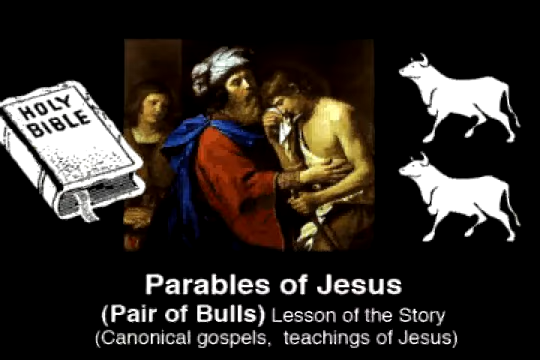 HOLY
BIBLE
Parables of Jesus
(Pair of Bulls) Lesson of the Story
(Canonical gospels, teachings of Jesus)